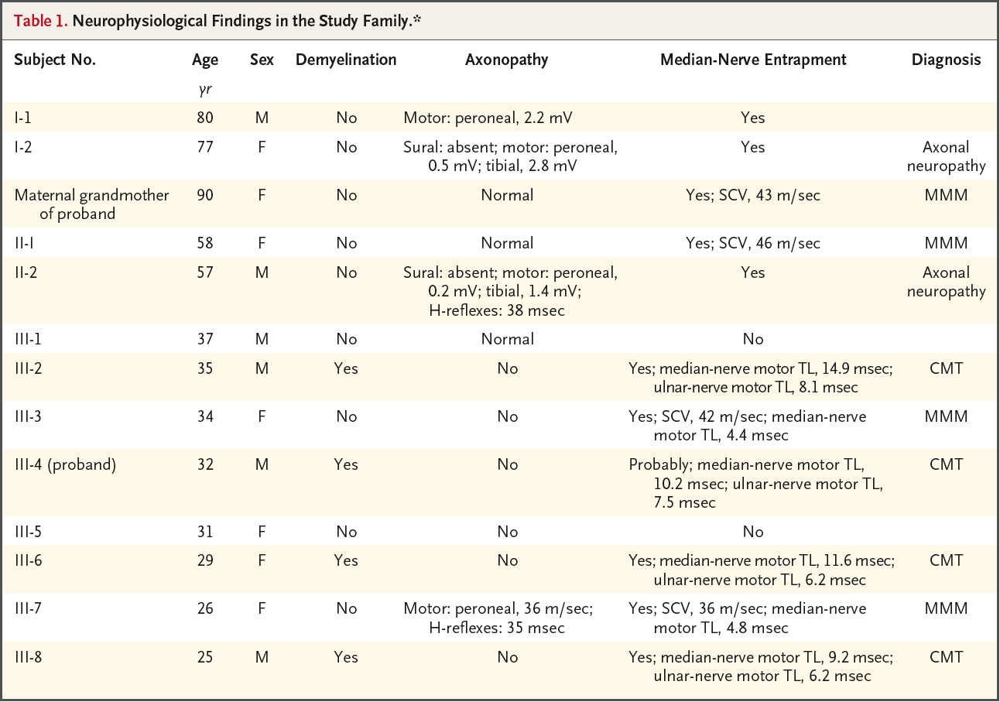 Table 1. Neurophysiological Findings in the Study Family.*
Subject No. Age Sex Demyelination Axonopathy Median-Nerve Entrapment Diagnosis
yr
I-1 80 M No Motor: peroneal, 2.2 mV Yes
I-2 77 F No Sural: absent; motor: peroneal, Yes Axonal
0.5 mV; tibial, 2.8 mV neuropathy
Maternal grandmother 90 F No Normal Yes; SCV, 43 m/sec MMM
of proband
II-I 58 F No Normal Yes; SCV, 46 m/sec MMM
II-2 57 M No Sural: absent; motor: peroneal, Yes Axonal
0.2 mV; tibial, 1.4 mV; neuropathy
H-reflexes: 38 msec
III-1 37 M No Normal No
III-2 35 M Yes No Yes; median-nerve motor TL, 14.9 msec; CMT
ulnar-nerve motor TL, 8.1 msec
III-3 34 F No No Yes; SCV, 42 m/sec; median-nerve MMM
motor TL, 4.4 msec
III-4 (proband) 32 M Yes No Probably; median-nerve motor TL, CMT
10.2 msec; ulnar-nerve motor TL,
7.5 msec
III-5 31 F No No No
III-6 29 F Yes No Yes; median-nerve motor TL, 11.6 msec; CMT
ulnar-nerve motor TL, 6.2 msec
III-7 26 F No Motor: peroneal, 36 m/sec; Yes; SCV, 36 m/sec; median-nerve MMM
H-reflexes: 35 msec motor TL, 4.8 msec
III-8 25 M Yes No Yes; median-nerve motor TL, 9.2 msec; CMT
ulnar-nerve motor TL, 6.2 msec